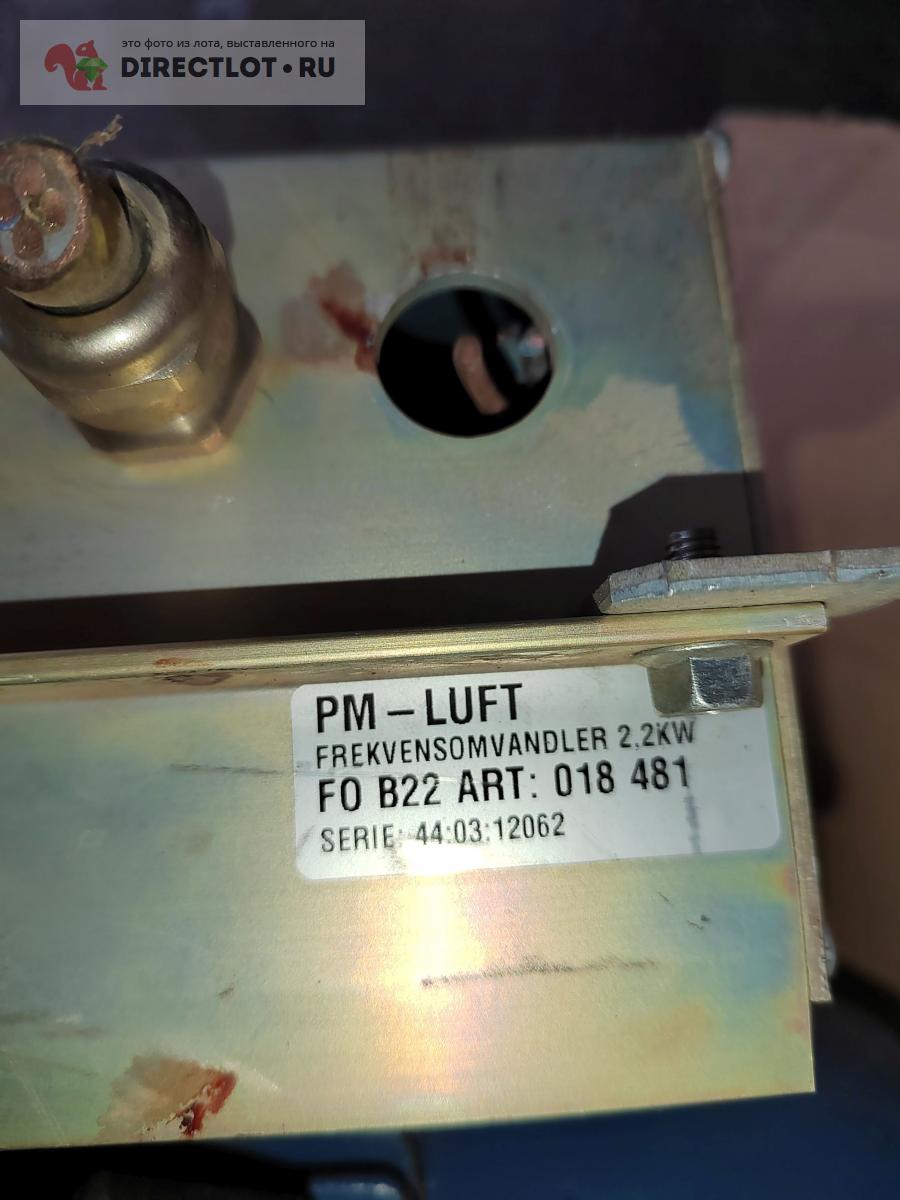 это фото из лота, выставленного на
DIRECTLOT•RU
PM – LUFT
FREKVENSOMVANDLER 2,2KW
FO B22 ART: 018 481
SERIE: 44:03:12062